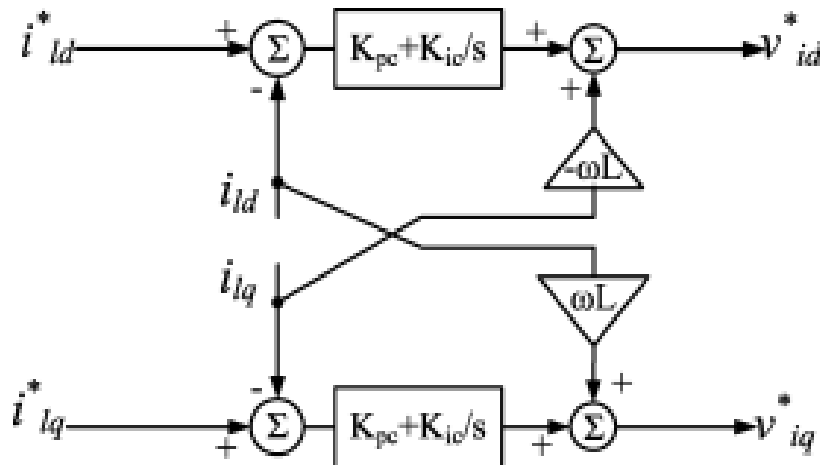 i*ld + Σ Kpc+Kic/s + Σ v*id
- +
-ωL
ild
ilq
ωL
- +
i*lq + Σ Kpc+Kic/s + Σ v*iq